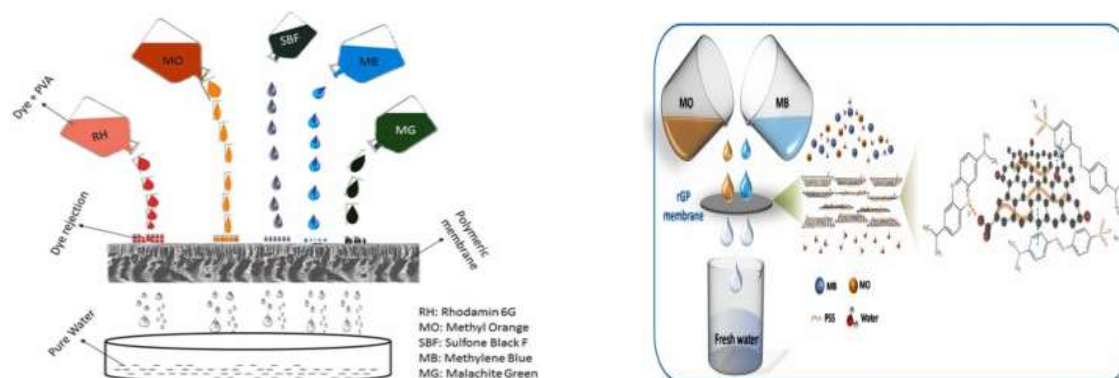 SBF
MO
MB
Dye + PVA
RH
MG
Dye rejection
Polymeric
membrane
Pure Water
RH: Rhodamin 6G
MO: Methyl Orange
SBF: Sulfone Black F
MB: Methylene Blue
MG: Malachite Green
MO
MB
rGP
membrane
MB
MO
PSS
Water
Fresh water